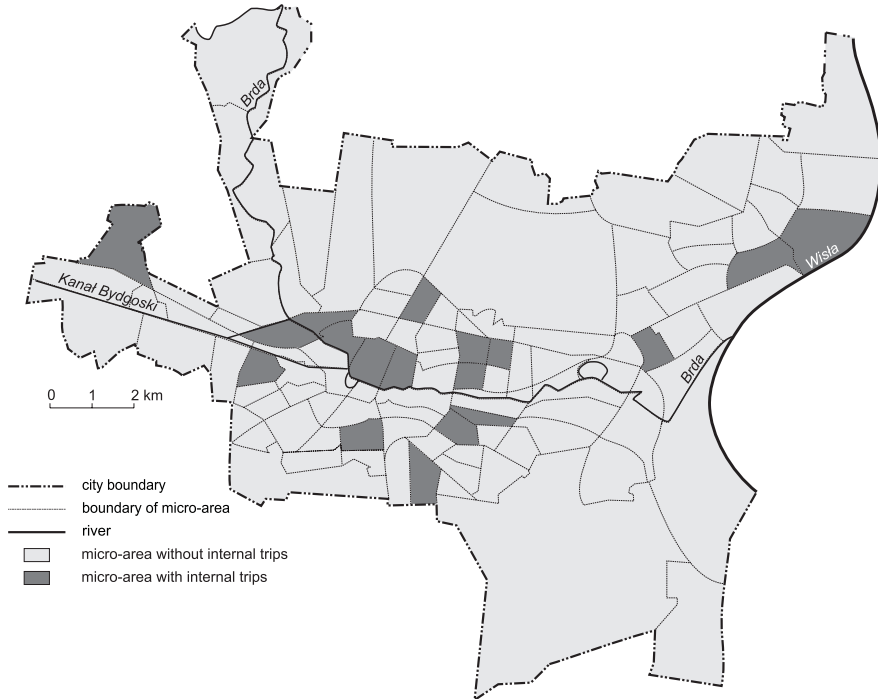 Brda
Wisła
Kanał Bydgoski
Brda
0 1 2 km
city boundary
boundary of micro-area
river
micro-area without internal trips
micro-area with internal trips